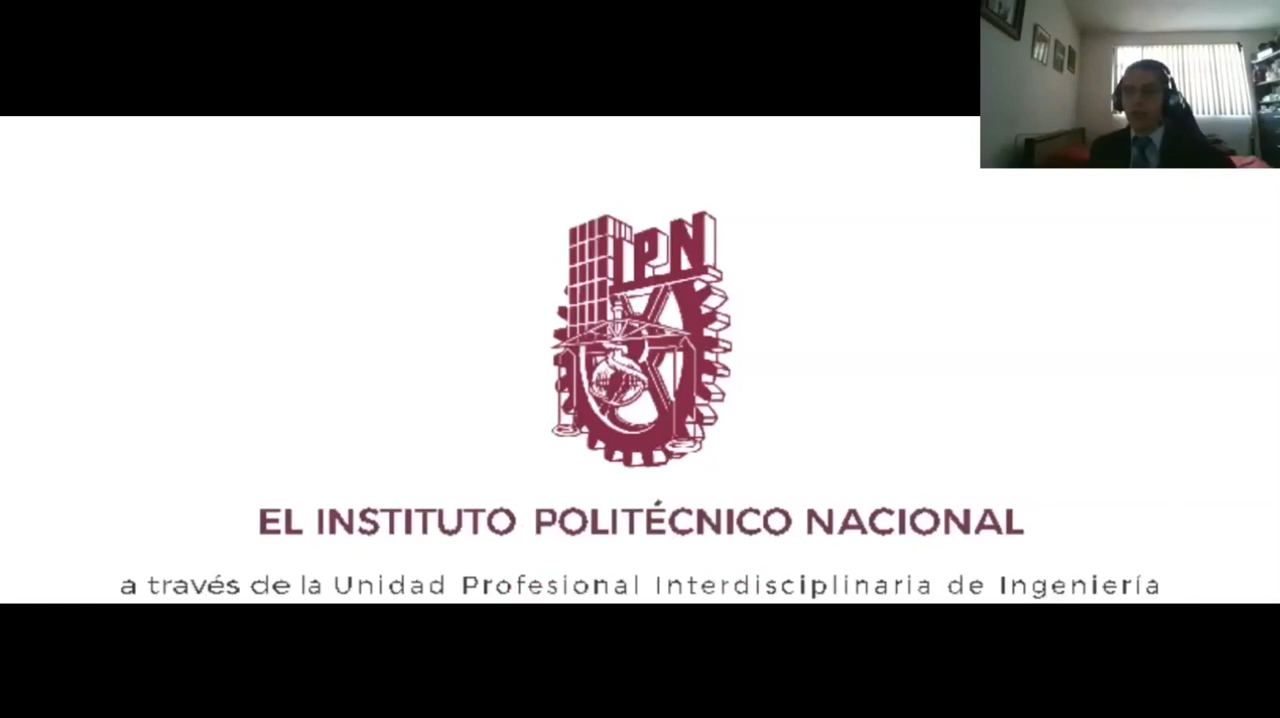 IPN
EL INSTITUTO POLITÉCNICO NACIONAL
a través de la Unidad Profesional Interdisciplinaria de Ingeniería